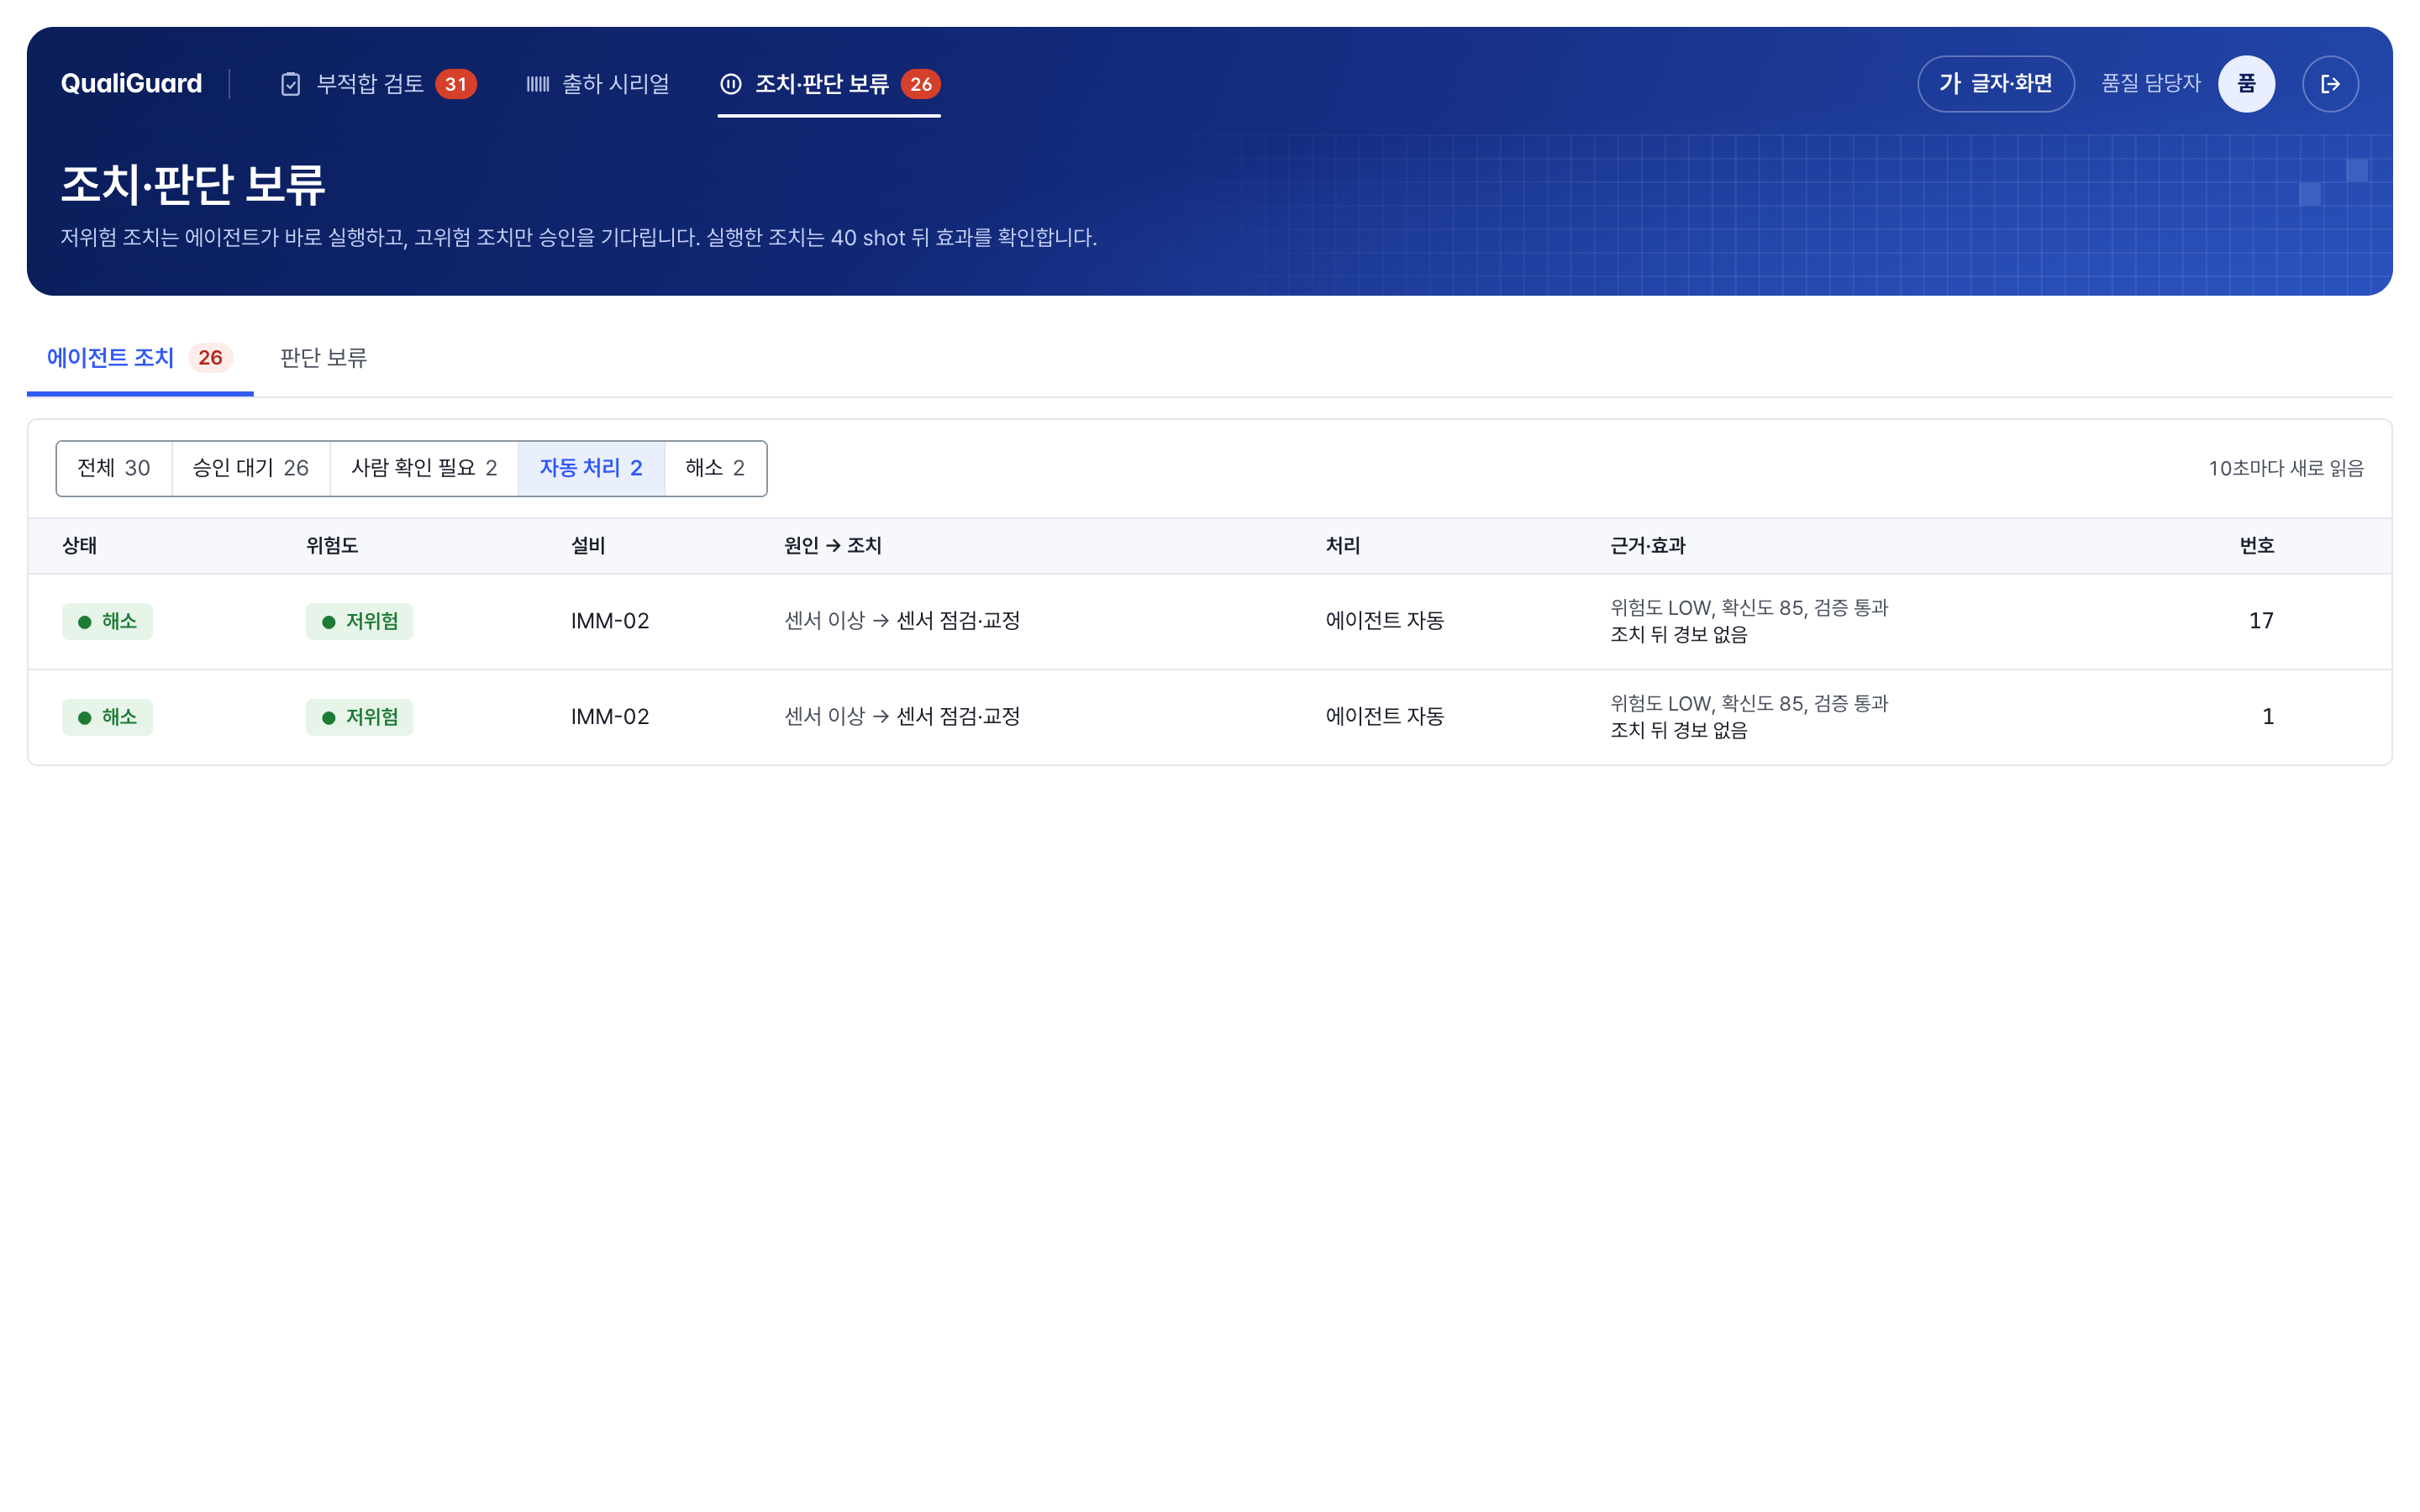 QualiGuard 부적합 검토 31 출하 시리얼 조치·판단 보류 26 가 글자·화면 품질 담당자 품
조치·판단 보류
저위험 조치는 에이전트가 바로 실행하고, 고위험 조치만 승인을 기다립니다. 실행한 조치는 40 shot 뒤 효과를 확인합니다.
에이전트 조치 26 판단 보류
전체 30 승인 대기 26 사람 확인 필요 2 자동 처리 2 해소 2 10초마다 새로 읽음
상태 위험도 설비 원인 → 조치 처리 근거·효과 번호
해소 저위험 IMM-02 센서 이상 → 센서 점검·교정 에이전트 자동 위험도 LOW, 확신도 85, 검증 통과 17
조치 뒤 경보 없음
해소 저위험 IMM-02 센서 이상 → 센서 점검·교정 에이전트 자동 위험도 LOW, 확신도 85, 검증 통과 1
조치 뒤 경보 없음